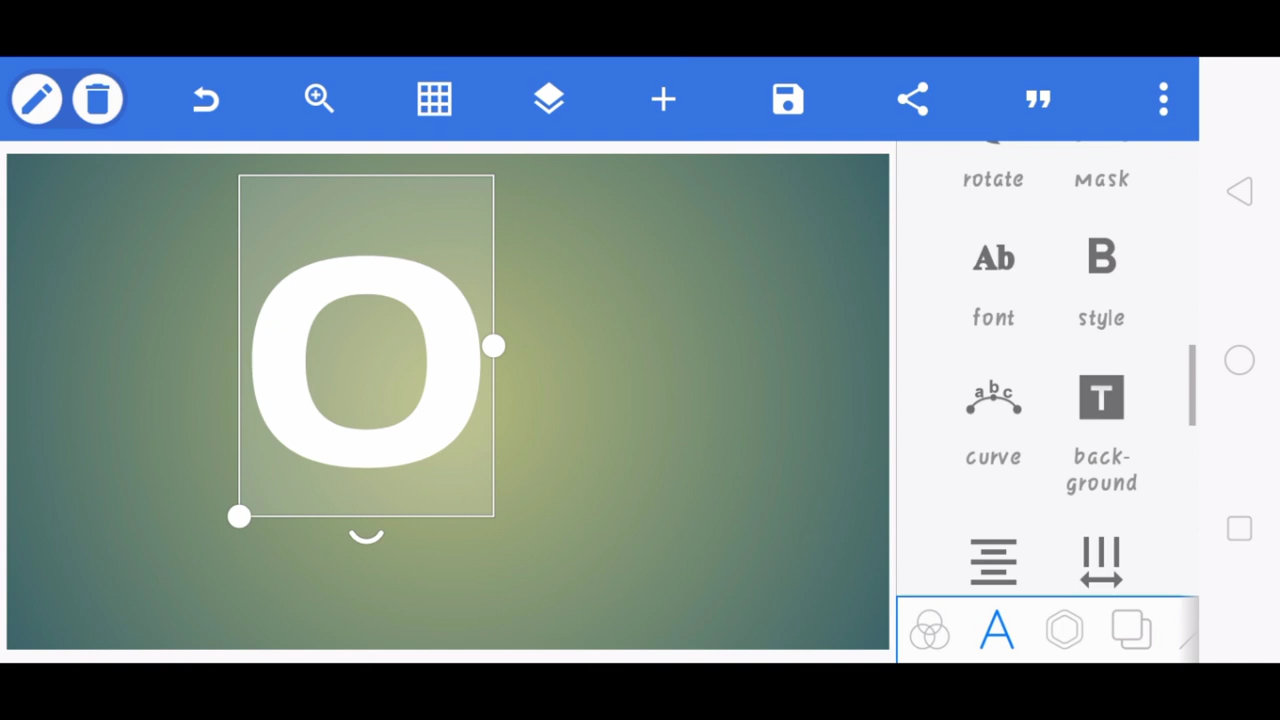 rotate mask
O
Ab B
font style
abc T
curve back-
ground
A